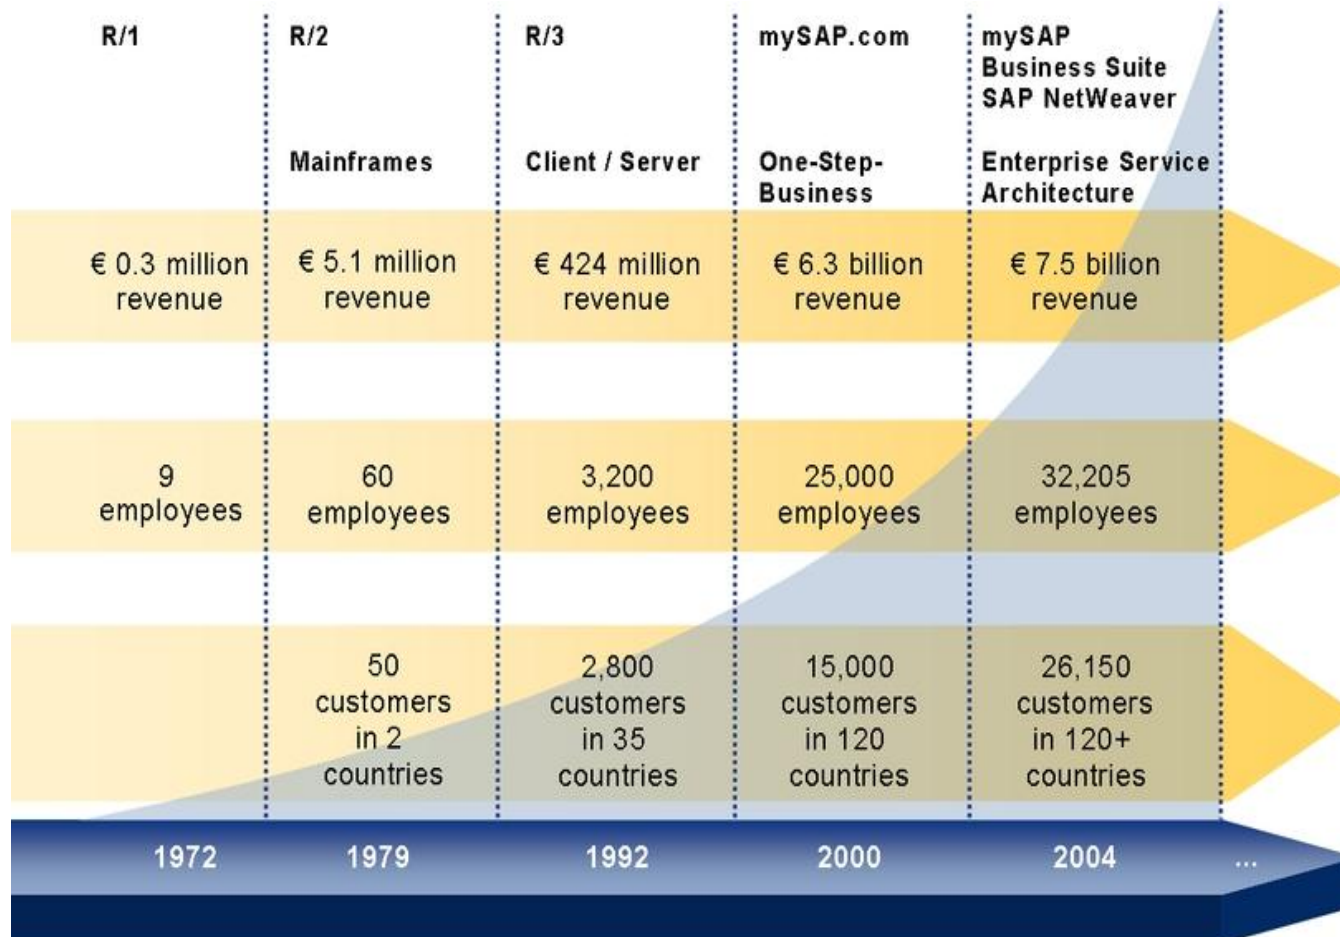 R/1
R/2
R/3
mySAP.com
mySAP
Business Suite
SAP NetWeaver
Mainframes
Client / Server
One-Step-
Business
Enterprise Service
Architecture
€ 0.3 million
revenue
€ 5.1 million
revenue
€ 424 million
revenue
€ 6.3 billion
revenue
€ 7.5 billion
revenue
9
employees
60
employees
3,200
employees
25,000
employees
32,205
employees
50
customers
in 2
countries
2,800
customers
in 35
countries
15,000
customers
in 120
countries
26,150
customers
in 120+
countries
1972
1979
1992
2000
2004
...